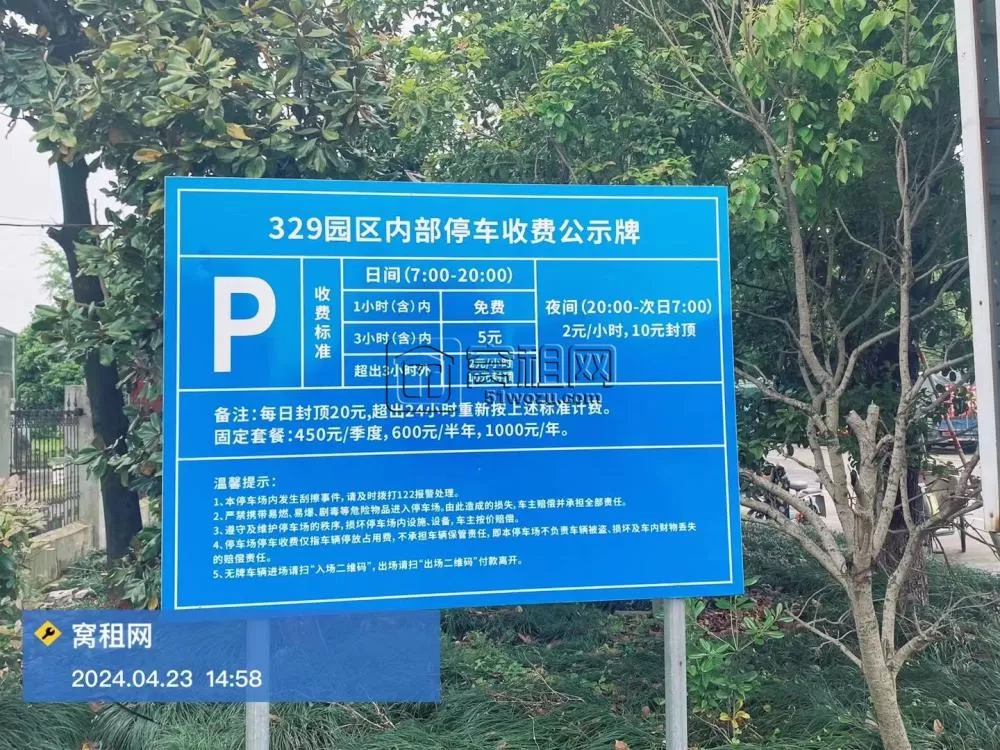 329园区内部停车收费公示牌
P
收费标准
日间(7:00-20:00)
1小时(含)内 免费
3小时(含)内 5元
超出3小时外 2元/小时
10元封顶
夜间(20:00-次日7:00)
2元/小时,10元封顶
备注:每日封顶20元,超出24小时重新按上述标准计费。
固定套餐:450元/季度,600元/半年,1000元/年。
温馨提示:
1、本停车场内发生刮擦事件,请及时拨打122报警处理。
2、严禁携带易燃、易爆、剧毒等危险物品进入停车场,由此造成的损失,车主赔偿并承担全部责任。
3、遵守及维护停车场的秩序,损坏停车场内设施、设备,车主按价赔偿。
4、停车场停车收费仅指车辆停放占用费,不承担车辆保管责任,即本停车场不负责车辆被盗、损坏及车内财物丢失
的赔偿责任。
5、无牌车辆进场请扫“入场二维码”,出场请扫“出场二维码”付款离开。
窝租网
51wozu.com
窝租网
2024.04.23 14:58